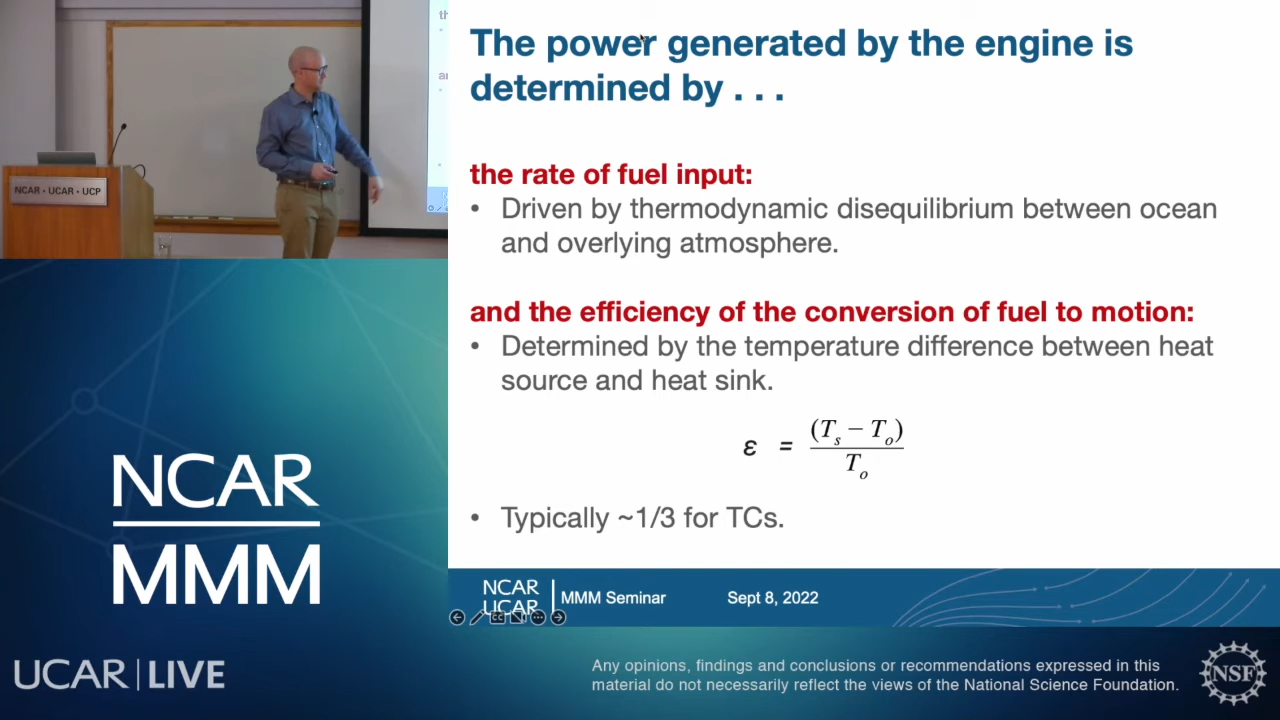 The power generated by the engine is
determined by . . .
the rate of fuel input:
• Driven by thermodynamic disequilibrium between ocean
and overlying atmosphere.
and the efficiency of the conversion of fuel to motion:
• Determined by the temperature difference between heat
source and heat sink.
ε = (Ts − To)
To
• Typically ~1/3 for TCs.
NCAR
UCAR
MMM Seminar
Sept 8, 2022
NCAR • UCAR • UCP
NCAR
MMM
UCAR | LIVE
Any opinions, findings and conclusions or recommendations expressed in this
material do not necessarily reflect the views of the National Science Foundation.
NSF